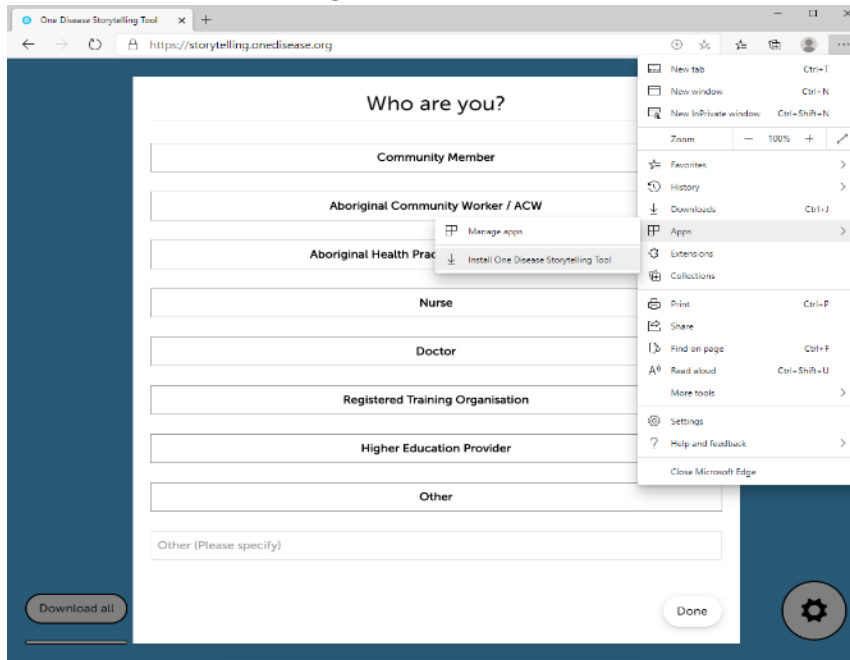 One Disease Storytelling Tool
https://storytelling.onedisease.org
Who are you?
Community Member
Aboriginal Community Worker / ACW
Aboriginal Health Prac
Nurse
Doctor
Registered Training Organisation
Higher Education Provider
Other
Other (Please specify)
Download all
Done
New tab Ctrl+T
New window Ctrl+N
New InPrivate window Ctrl+Shift+N
Zoom 100%
Favorites
History
Downloads Ctrl+J
Apps
Manage apps
Install One Disease Storytelling Tool
Extensions
Collections
Print Ctrl+P
Share
Find on page Ctrl+F
Read aloud Ctrl+Shift+U
More tools
Settings
Help and feedback
Close Microsoft Edge